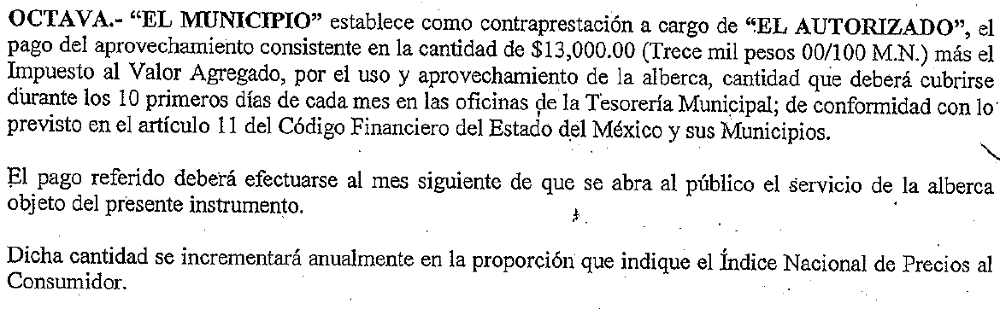 OCTAVA.- “EL MUNICIPIO” establece como contraprestación a cargo de “EL AUTORIZADO”, el
pago del aprovechamiento consistente en la cantidad de $13,000.00 (Trece mil pesos 00/100 M.N.) más el
Impuesto al Valor Agregado, por el uso y aprovechamiento de la alberca, cantidad que deberá cubrirse
durante los 10 primeros días de cada mes en las oficinas de la Tesorería Municipal; de conformidad con lo
previsto en el artículo 11 del Código Financiero del Estado del México y sus Municipios.
El pago referido deberá efectuarse al mes siguiente de que se abra al público el servicio de la alberca
objeto del presente instrumento.
Dicha cantidad se incrementará anualmente en la proporción que indique el Índice Nacional de Precios al
Consumidor.